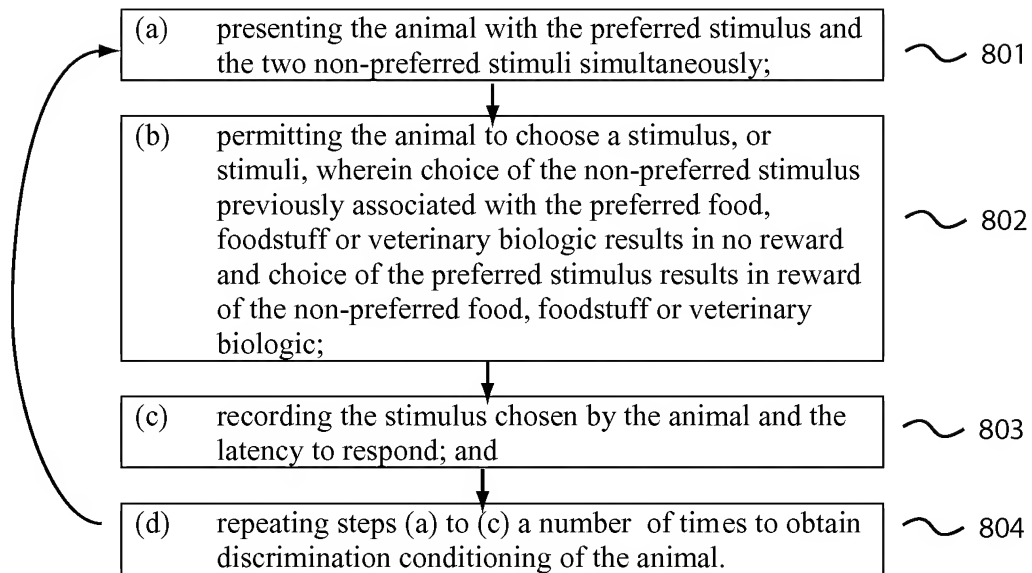 (a) presenting the animal with the preferred stimulus and
the two non-preferred stimuli simultaneously;
801
(b) permitting the animal to choose a stimulus, or
stimuli, wherein choice of the non-preferred stimulus
previously associated with the preferred food,
foodstuff or veterinary biologic results in no reward
and choice of the preferred stimulus results in reward
of the non-preferred food, foodstuff or veterinary
biologic;
802
(c) recording the stimulus chosen by the animal and the
latency to respond; and
803
(d) repeating steps (a) to (c) a number of times to obtain
discrimination conditioning of the animal.
804